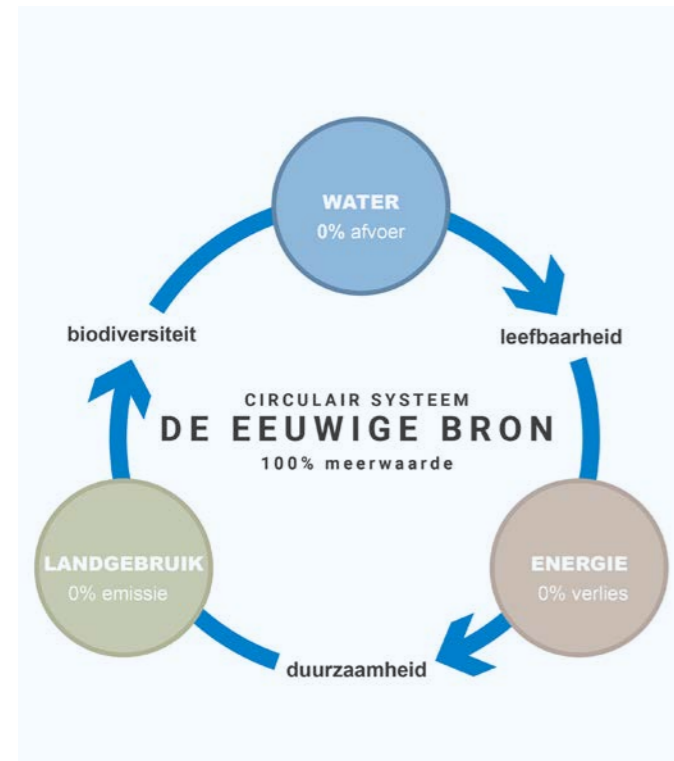 WATER
0% afvoer
biodiversiteit
leefbaarheid
CIRCULAIR SYSTEEM
DE EEUWIGE BRON
100% meerwaarde
LANDGEBRUIK
0% emissie
ENERGIE
0% verlies
duurzaamheid